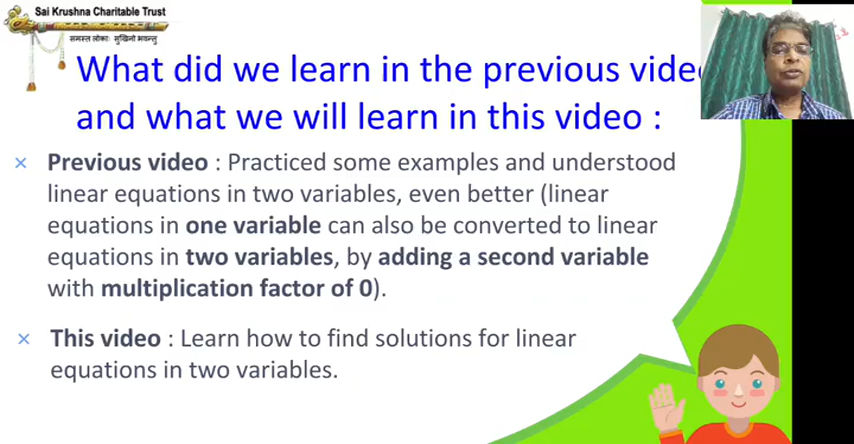 Sai Krushna Charitable Trust
समस्त लोकाः सुखिनो भवन्तु
What did we learn in the previous vide
and what we will learn in this video :
× Previous video : Practiced some examples and understood
linear equations in two variables, even better (linear
equations in one variable can also be converted to linear
equations in two variables, by adding a second variable
with multiplication factor of 0).
× This video : Learn how to find solutions for linear
equations in two variables.